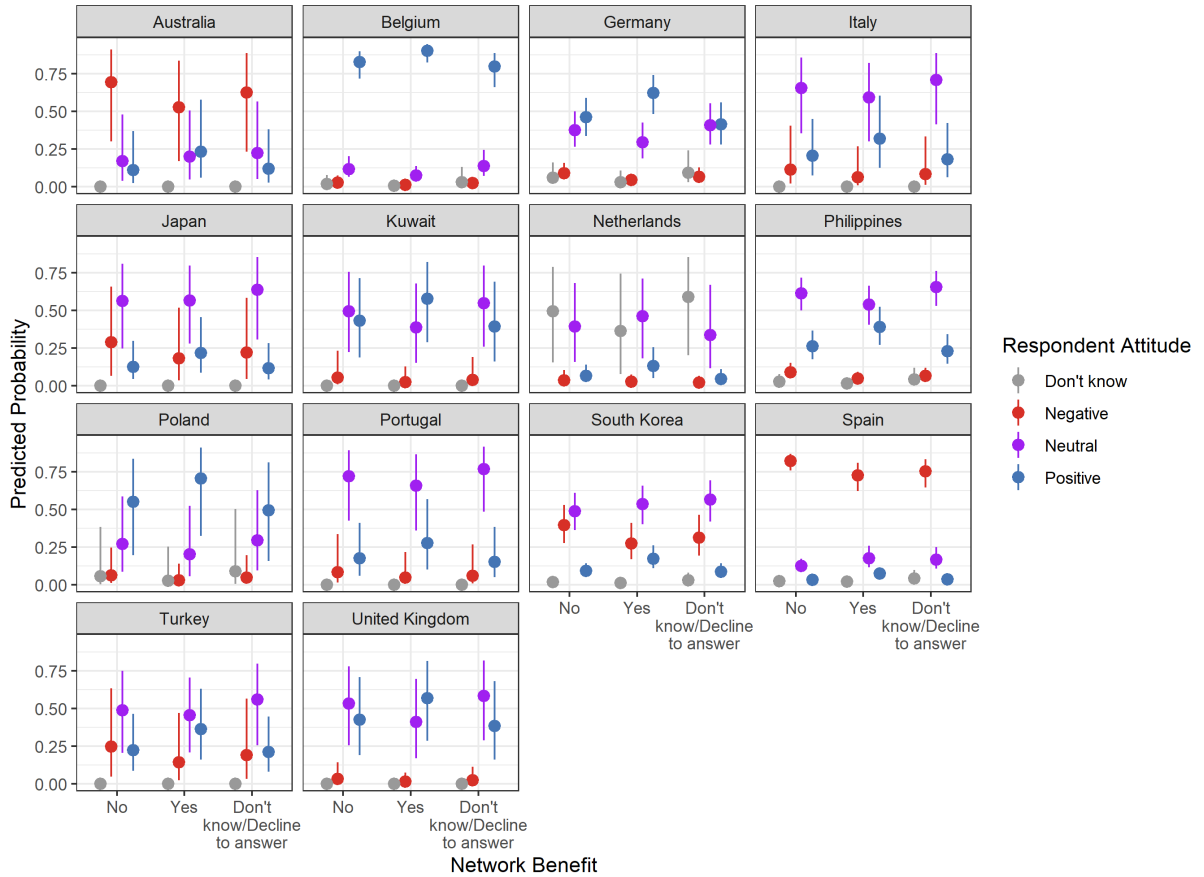 Australia
Belgium
Germany
Italy
0.75
0.50
0.25
0.00
Japan
Kuwait
Netherlands
Philippines
0.75
0.50
0.25
0.00
Poland
Portugal
South Korea
Spain
0.75
0.50
0.25
0.00
No
Yes
Don't
know/Decline
to answer
No
Yes
Don't
know/Decline
to answer
Turkey
United Kingdom
0.75
0.50
0.25
0.00
No
Yes
Don't
know/Decline
to answer
No
Yes
Don't
know/Decline
to answer
Predicted Probability
Network Benefit
Respondent Attitude
Don't know
Negative
Neutral
Positive